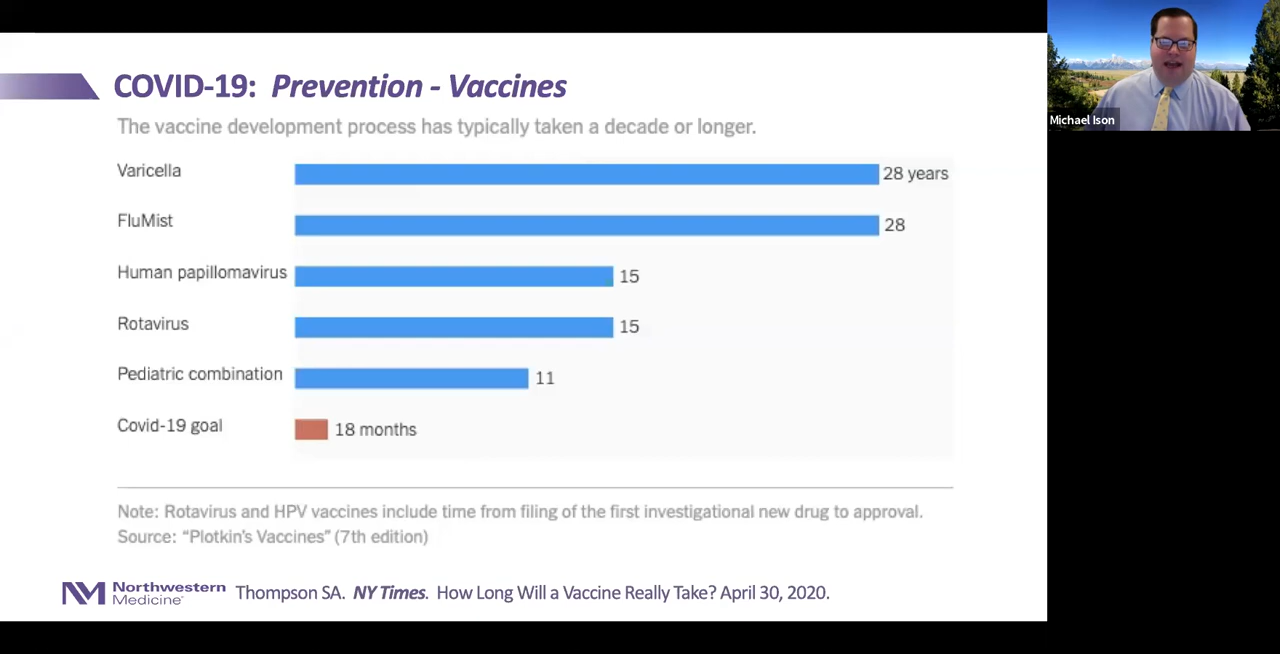 COVID-19: Prevention - Vaccines
The vaccine development process has typically taken a decade or longer.
Varicella
28 years
FluMist
28
Human papillomavirus
15
Rotavirus
15
Pediatric combination
11
Covid-19 goal
18 months
Note: Rotavirus and HPV vaccines include time from filing of the first investigational new drug to approval.
Source: “Plotkin’s Vaccines” (7th edition)
NM Northwestern
Medicine
Thompson SA. NY Times. How Long Will a Vaccine Really Take? April 30, 2020.
Michael Ison